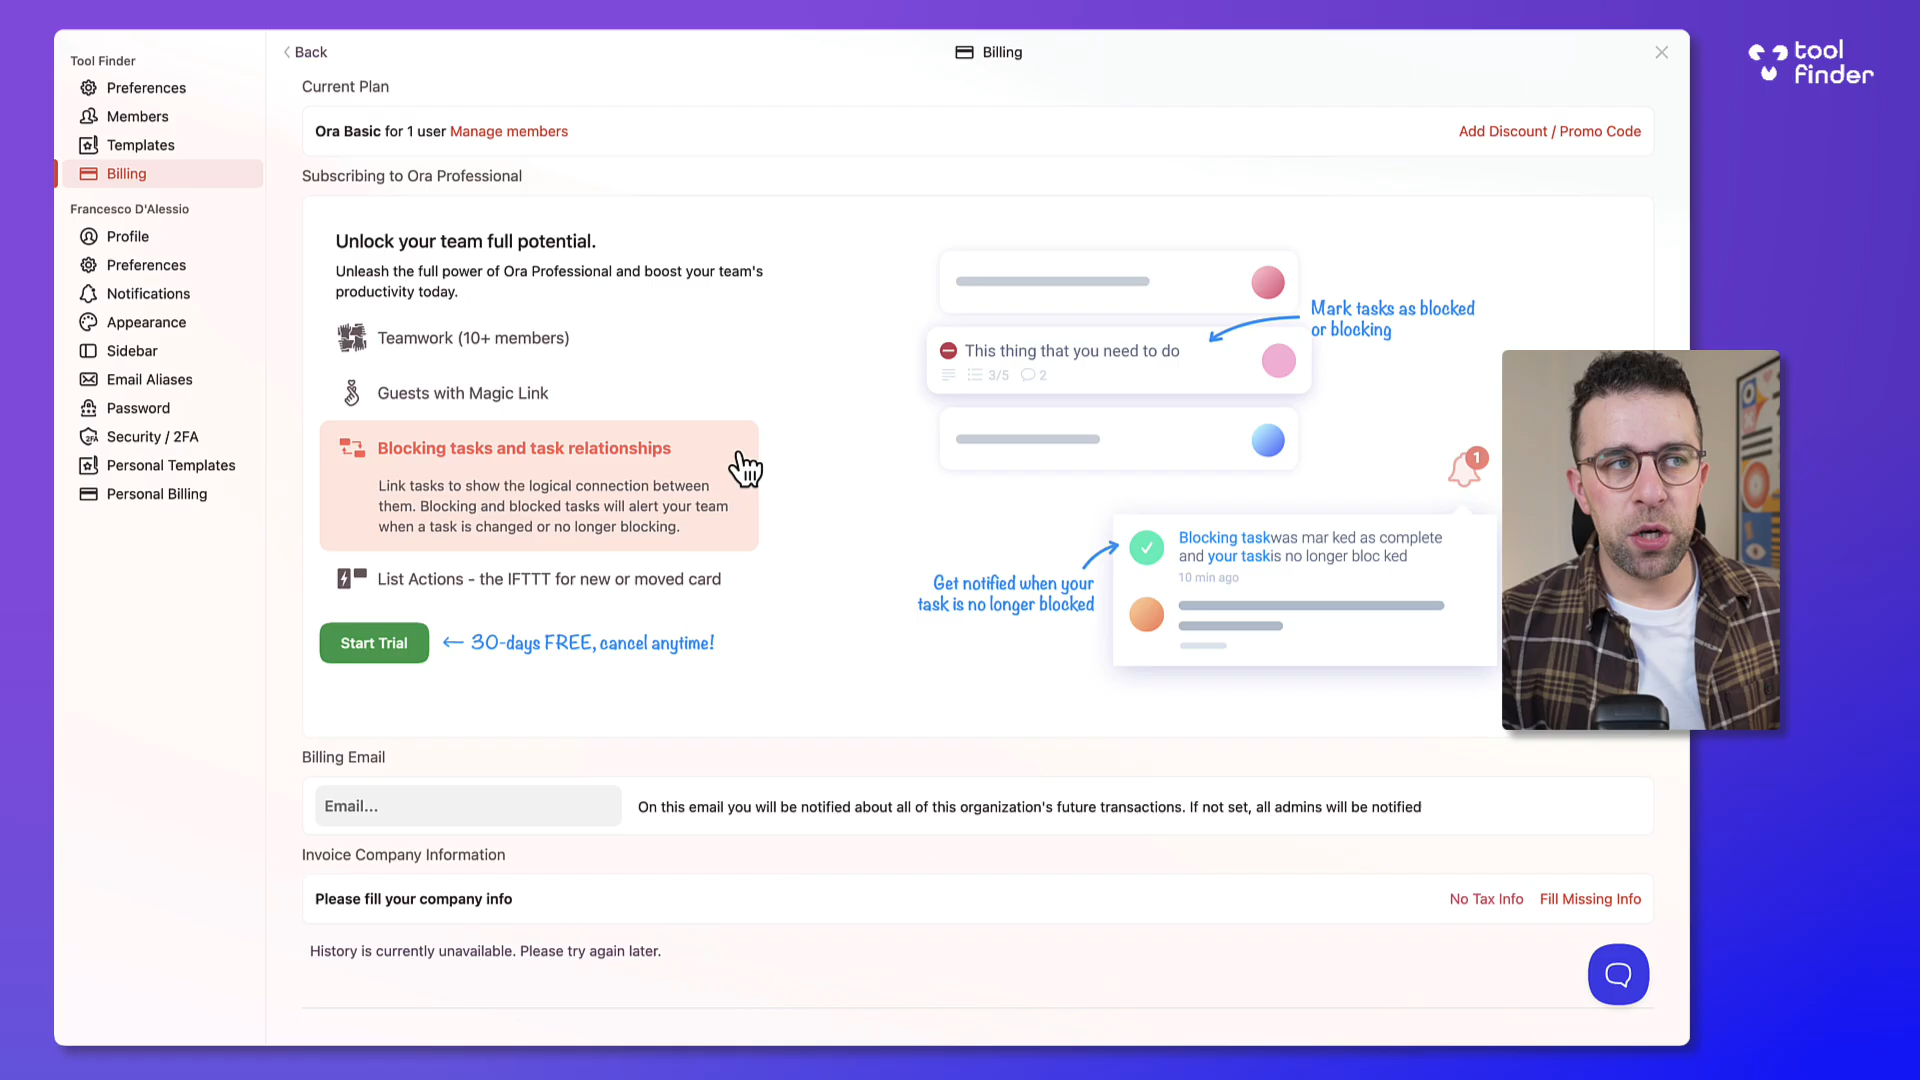 Tool Finder
Preferences
Members
Templates
Billing
Francesco D'Alessio
Profile
Preferences
Notifications
Appearance
Sidebar
Email Aliases
Password
2FA
Security / 2FA
Personal Templates
Personal Billing
Back
Billing
Current Plan
Ora Basic for 1 user Manage members
Add Discount / Promo Code
Subscribing to Ora Professional
Unlock your team full potential.
Unleash the full power of Ora Professional and boost your team's
productivity today.
Teamwork (10+ members)
Guests with Magic Link
Blocking tasks and task relationships
Link tasks to show the logical connection between
them. Blocking and blocked tasks will alert your team
when a task is changed or no longer blocking.
List Actions - the IFTTT for new or moved card
Start Trial
30-days FREE, cancel anytime!
Mark tasks as blocked
or blocking
This thing that you need to do
3/5 2
1
Blocking taskwas mar ked as complete
and your taskis no longer bloc ked
10 min ago
Get notified when your
task is no longer blocked
Billing Email
Email...
On this email you will be notified about all of this organization's future transactions. If not set, all admins will be notified
Invoice Company Information
Please fill your company info
No Tax Info
Fill Missing Info
History is currently unavailable. Please try again later.
tool
finder